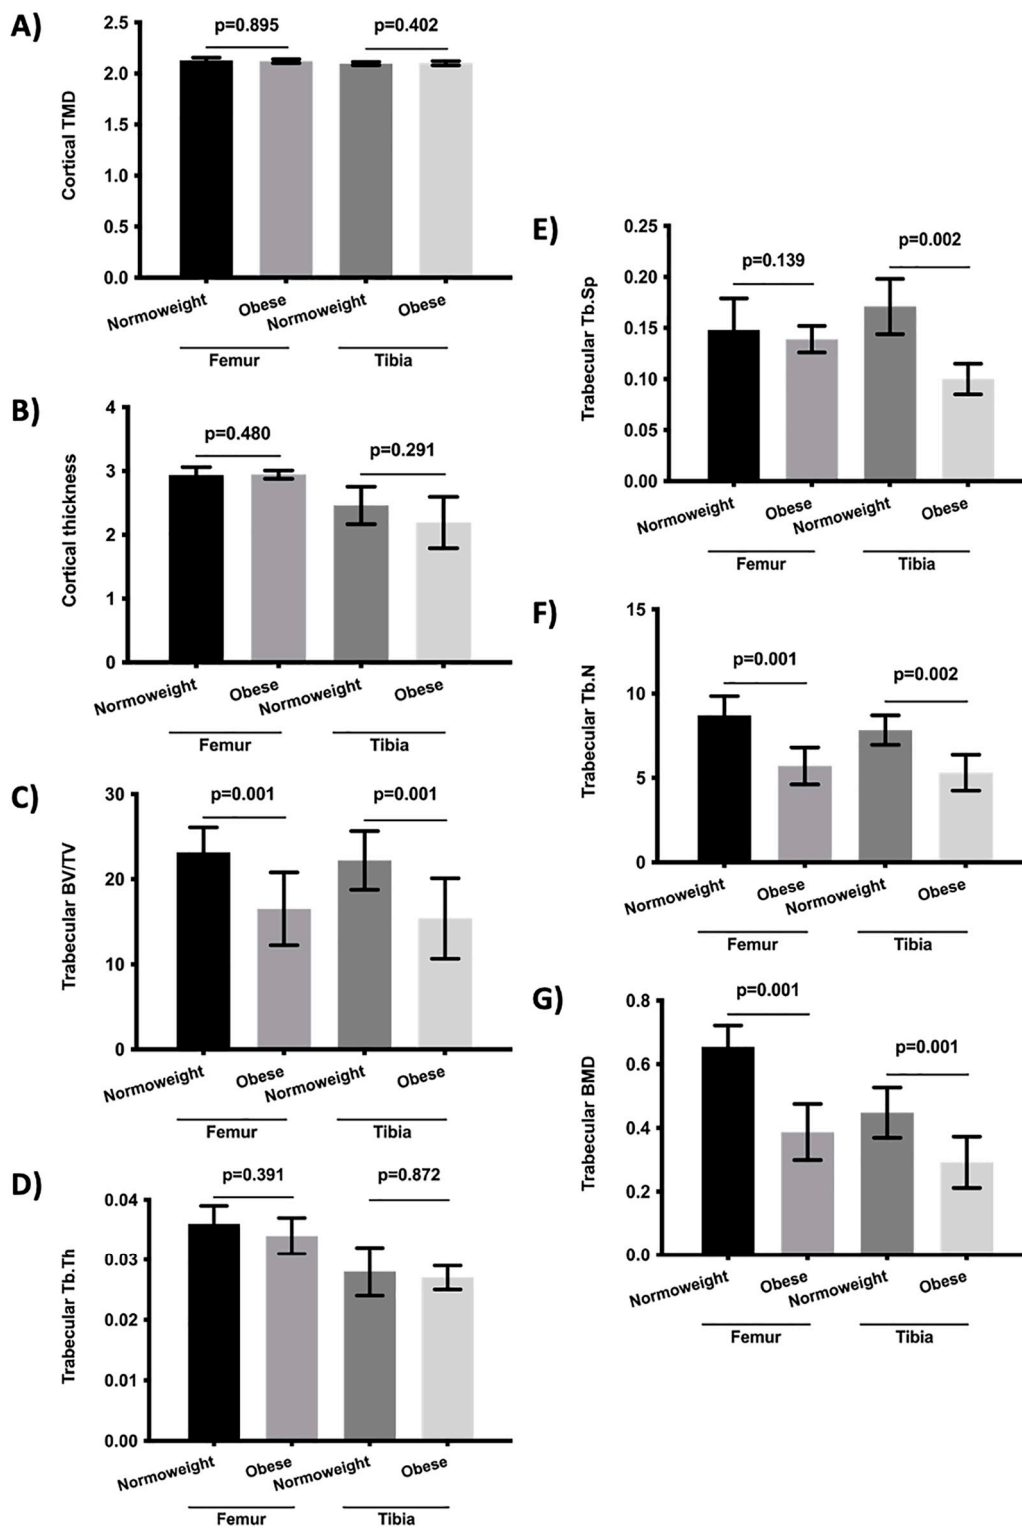 A)
p=0.895
p=0.402
Cortical TMD
2.5
2.0
1.5
1.0
0.5
0.0
Normoweight
Obese
Normoweight
Obese
Femur
Tibia
B)
p=0.480
p=0.291
Cortical thickness
4
3
2
1
0
Normoweight
Obese
Normoweight
Obese
Femur
Tibia
C)
p=0.001
p=0.001
Trabecular BV/TV
30
20
10
0
Normoweight
Obese
Normoweight
Obese
Femur
Tibia
D)
p=0.391
p=0.872
Trabecular Tb.Th
0.04
0.03
0.02
0.01
0.00
Normoweight
Obese
Normoweight
Obese
Femur
Tibia
E)
p=0.139
p=0.002
Trabecular Tb.Sp
0.25
0.20
0.15
0.10
0.05
0.00
Normoweight
Obese
Normoweight
Obese
Femur
Tibia
F)
p=0.001
p=0.002
Trabecular Tb.N
15
10
5
0
Normoweight
Obese
Normoweight
Obese
Femur
Tibia
G)
p=0.001
p=0.001
Trabecular BMD
0.8
0.6
0.4
0.2
0.0
Normoweight
Obese
Normoweight
Obese
Femur
Tibia